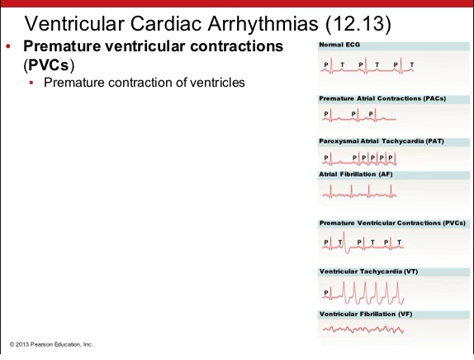 Ventricular Cardiac Arrhythmias (12.13)
• Premature ventricular contractions
(PVCs)
• Premature contraction of ventricles
Normal ECG
P T P T P T
Premature Atrial Contractions (PACs)
P P P
Paroxysmal Atrial Tachycardia (PAT)
P P P P P P
Atrial Fibrillation (AF)
Premature Ventricular Contractions (PVCs)
P T P T P T
Ventricular Tachycardia (VT)
P
Ventricular Fibrillation (VF)
© 2013 Pearson Education, Inc.